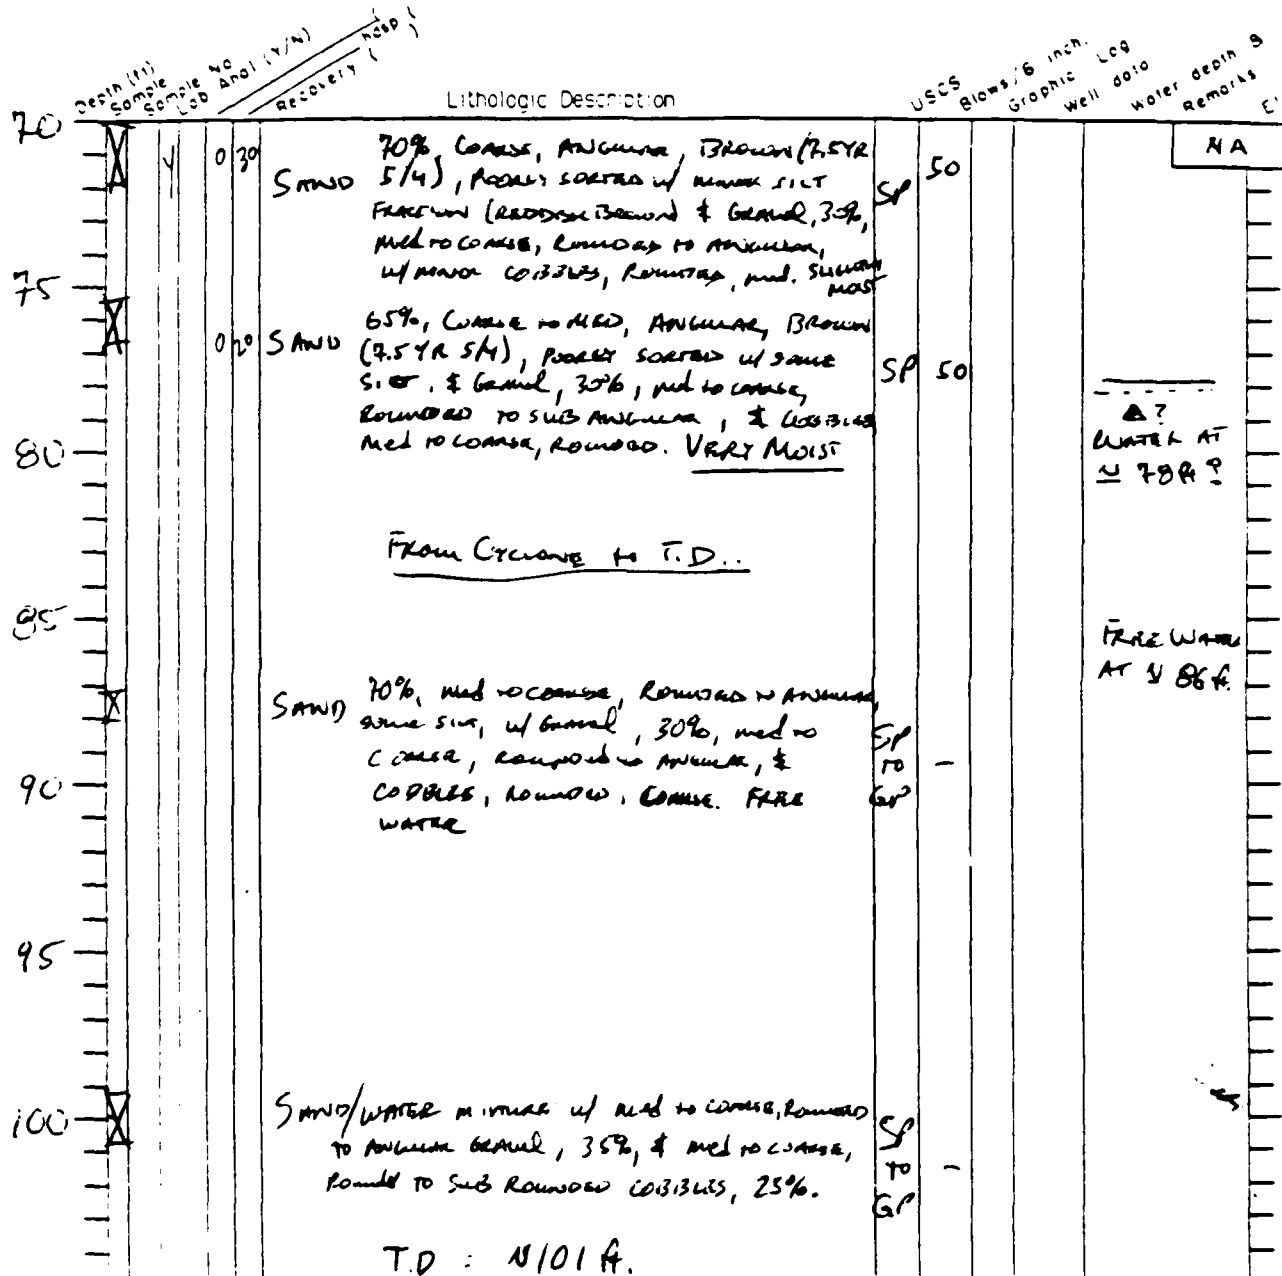 Depth (ft)
Sample
Sample No
Lab Anal (Y/N)
Recovery (
Lithologic Description
USCS
Blows/6 inch.
Graphic Log
Well data
Water depth &
Remarks
70
NA
Y 0 30 SAND 70%, COARSE, ANGULAR, BROWN (7.5YR
5/4), POORLY SORTED w/ MINOR SILT
FRACTION (REDDISH BROWN) & GRAVEL, 30%,
MED TO COARSE, ROUNDED TO ANGULAR,
w/ MINOR COBBLES, ROUNDED, MED. SLIGHTLY
MOIST
SP 50
75
0 20 SAND 65%, COARSE TO MED, ANGULAR, BROWN
(7.5 YR 5/4), POORLY SORTED w/ SOME
SILT, & GRAVEL, 30%, MED TO COARSE,
ROUNDED TO SUB ANGULAR, & COBBLES
MED TO COARSE, ROUNDED. VERY MOIST
SP 50
?
WATER AT
≃ 78 ft ?
80
FROM CYCLONE to T.D..
85
FREE WATER
AT ≃ 86 ft.
SAND 70%, MED TO COARSE, ROUNDED TO ANGULAR,
SOME SILT, w/ GRAVEL, 30%, MED TO
COARSE, ROUNDED TO ANGULAR, &
COBBLES, ROUNDED, COARSE. FREE
WATER
SP
TO -
GP
90
95
100
SAND/WATER MIXTURE w/ MED TO COARSE, ROUNDED
TO ANGULAR GRAVEL, 35%, & MED TO COARSE,
ROUNDED TO SUB ROUNDED COBBLES, 25%.
SP
TO -
GP
T.D : ≃101 ft.